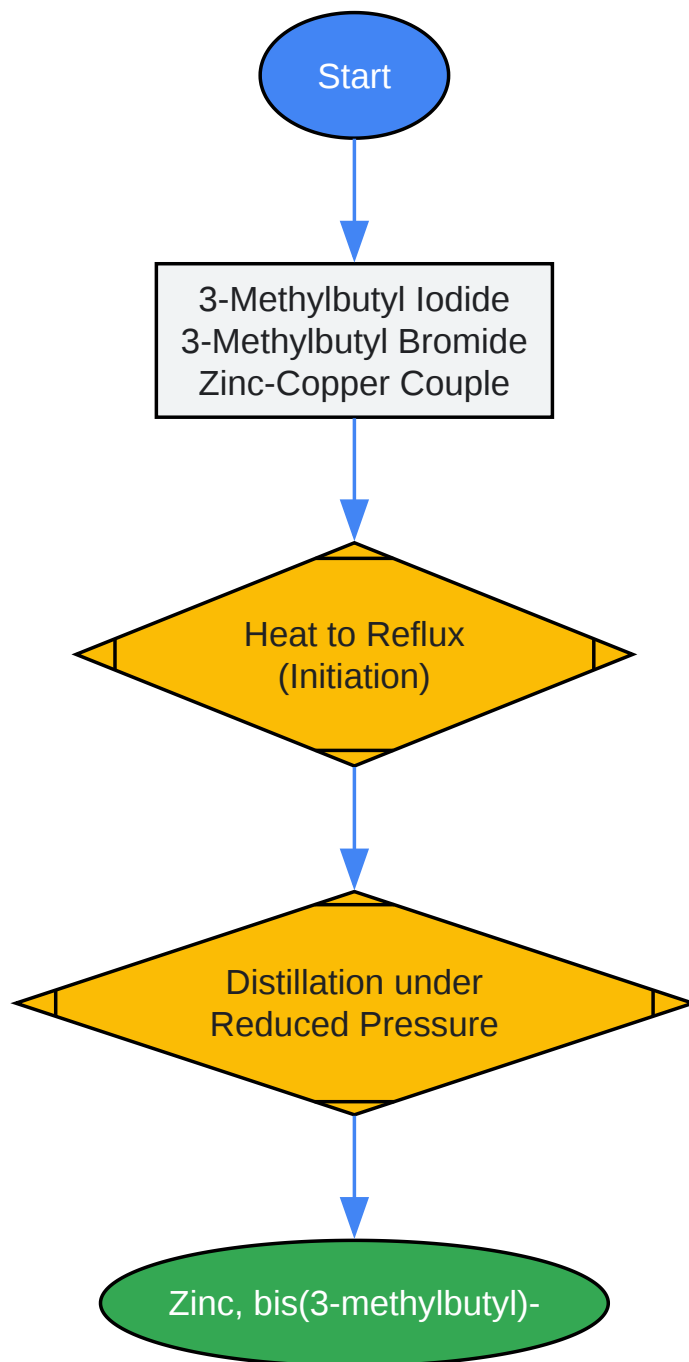 Start
3-Methylbutyl Iodide
3-Methylbutyl Bromide
Zinc-Copper Couple
Heat to Reflux
(Initiation)
Distillation under
Reduced Pressure
Zinc, bis(3-methylbutyl)-